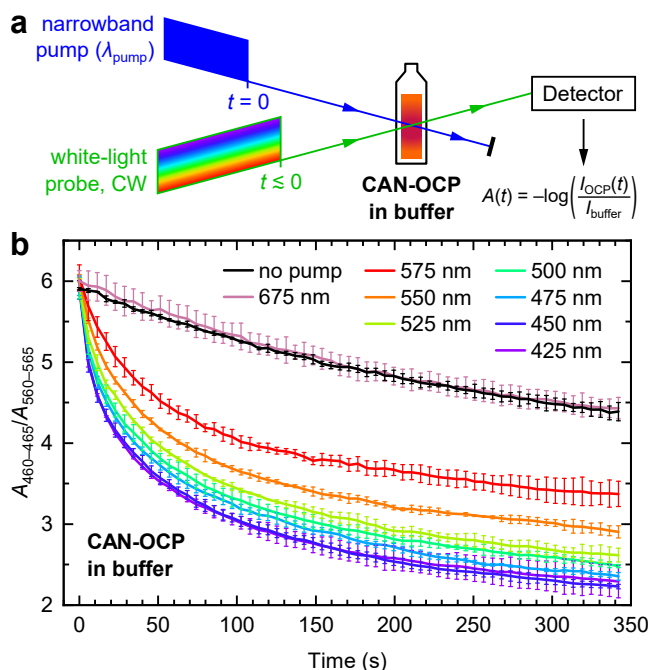 a
narrowband
pump (λpump)
t = 0
white-light
probe, CW
t ≲ 0
CAN-OCP
in buffer
Detector
A(t) = –log(IOCP(t)/Ibuffer)
b
no pump
675 nm
575 nm
550 nm
525 nm
500 nm
475 nm
450 nm
425 nm
A460–465/A560–565
6
5
4
3
2
CAN-OCP
in buffer
0 50 100 150 200 250 300 350
Time (s)